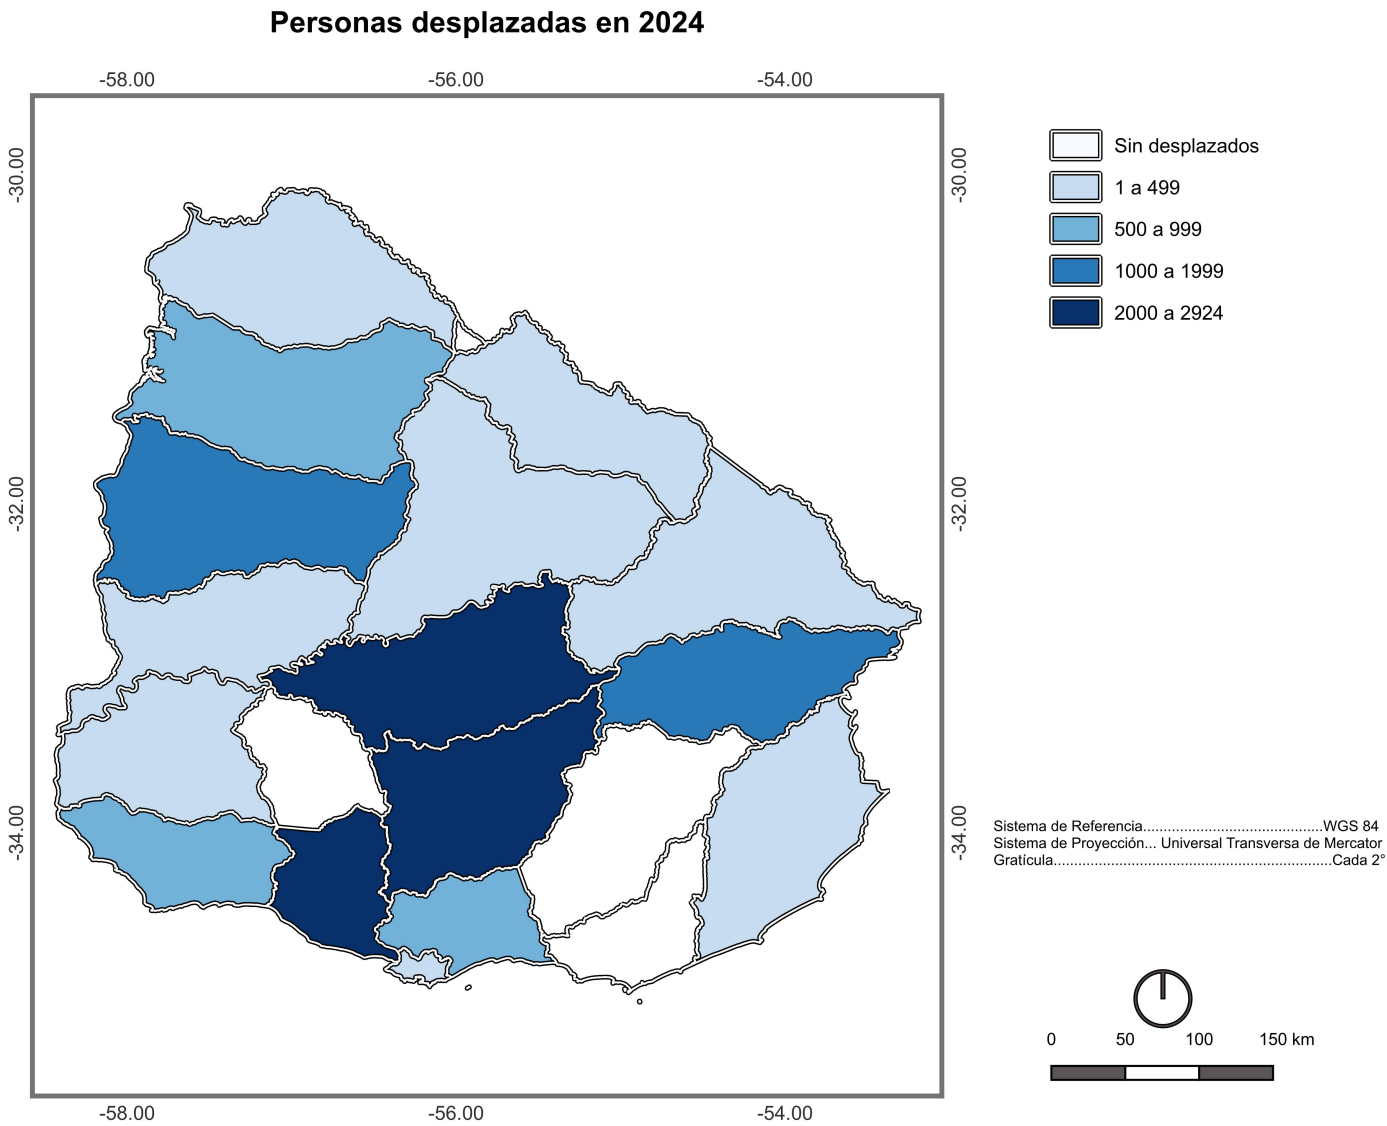 Personas desplazadas en 2024
-58.00 -56.00 -54.00
-30.00
-30.00
-32.00
-32.00
-34.00
-34.00
Sin desplazados
1 a 499
500 a 999
1000 a 1999
2000 a 2924
Sistema de Referencia............................................WGS 84
Sistema de Proyección... Universal Transversa de Mercator
Gratícula....................................................................Cada 2°
0 50 100 150 km
-58.00 -56.00 -54.00